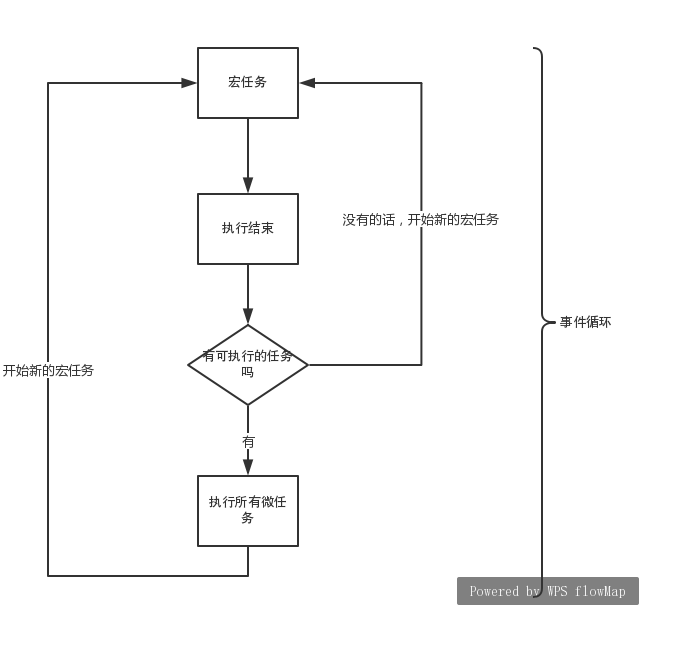 宏任务
执行结束
没有的话，开始新的宏任务
事件循环
有可执行的任务
吗
开始新的宏任务
有
执行所有微任
务
Powered by WPS flowMap